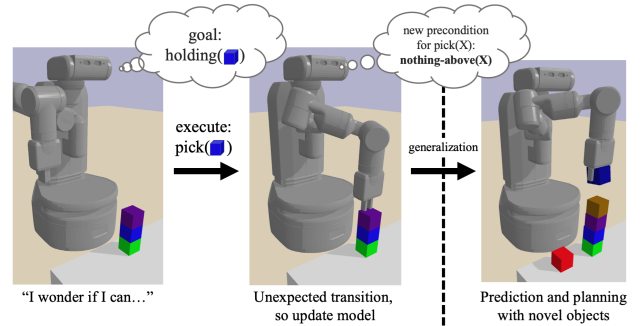 goal:
holding( )
new precondition
for pick(X):
nothing-above(X)
execute:
pick( )
generalization
“I wonder if I can…”
Unexpected transition,
so update model
Prediction and planning
with novel objects